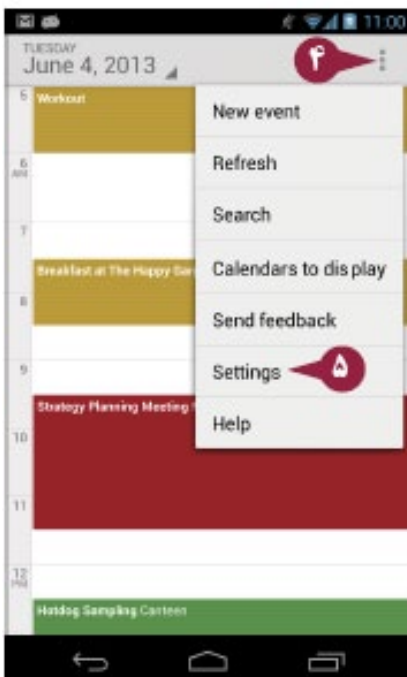 11:00
TUESDAY
June 4, 2013
۴
5
Workout
New event
6
AM
Refresh
7
Search
Breakfast at The Happy Gar
Calendars to display
8
Send feedback
9
Settings
۵
Strategy Planning Meeting
Help
10
11
12
PM
Hotdog Sampling Canteen